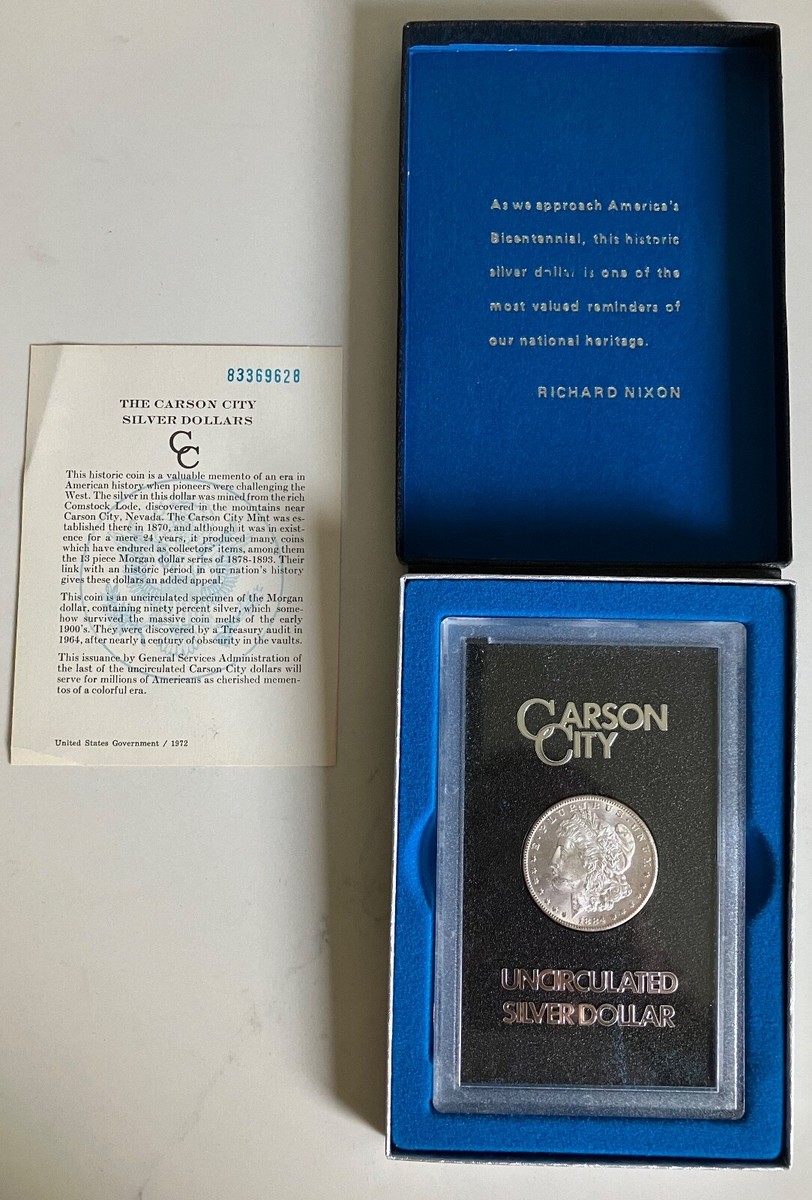 83369628
THE CARSON CITY
SILVER DOLLARS
CC
This historic coin is a valuable memento of an era in
American history when pioneers were challenging the
West. The silver in this dollar was mined from the rich
Comstock Lode, discovered in the mountains near
Carson City, Nevada. The Carson City Mint was es-
tablished there in 1870, and although it was in exist-
ence for a mere 24 years, it produced many coins
which have endured as collectors' items, among them
the 13 piece Morgan dollar series of 1878-1893. Their
link with an historic period in our nation's history
gives these dollars an added appeal.
This coin is an uncirculated specimen of the Morgan
dollar, containing ninety percent silver, which some-
how survived the massive coin melts of the early
1900's. They were discovered by a Treasury audit in
1964, after nearly a century of obscurity in the vaults.
This issuance by General Services Administration of
the last of the uncirculated Carson City dollars will
serve for millions of Americans as cherished memen-
tos of a colorful era.
United States Government / 1972
As we approach America's
Bicentennial, this historic
silver dollar is one of the
most valued reminders of
our national heritage.
RICHARD NIXON
CARSON
CITY
E·PLURIBUS·UNUM
1884
UNCIRCULATED
SILVER DOLLAR